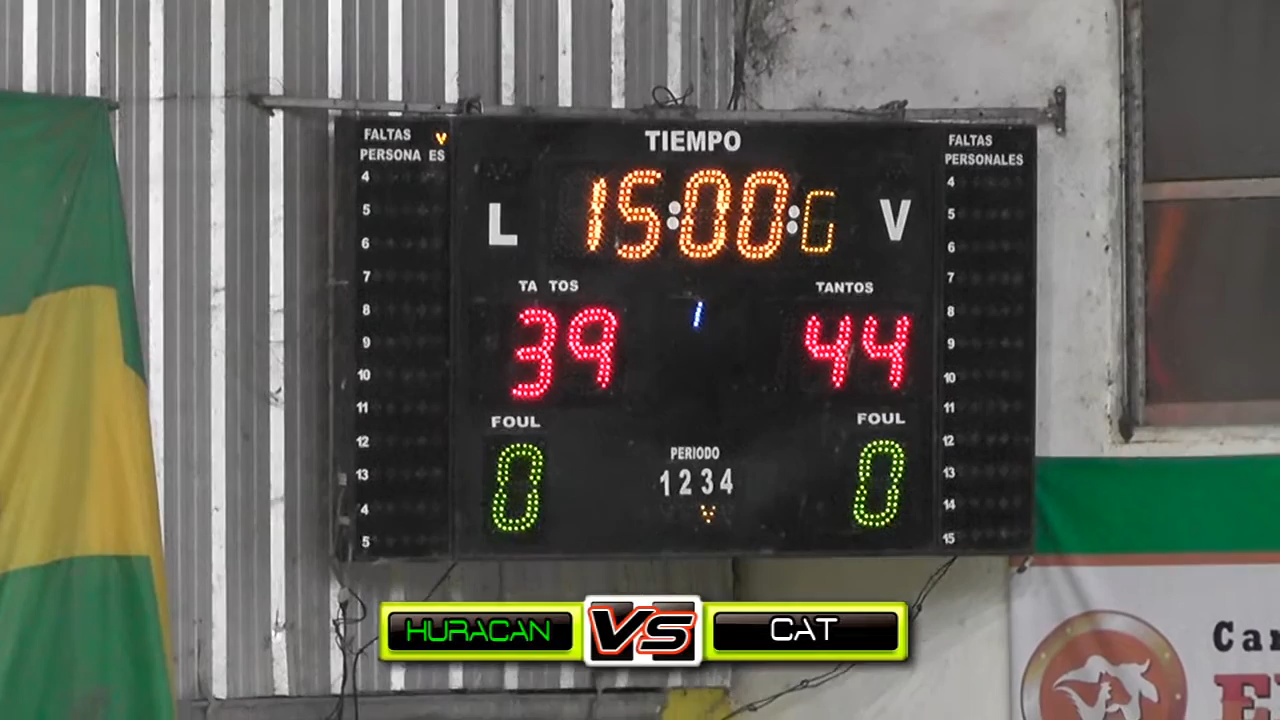 FALTAS
PERSONA ES
TIEMPO
FALTAS
PERSONALES
L
15:00:G
V
TA TOS
TANTOS
39
1
44
FOUL
FOUL
0
PERIODO
1 2 3 4
0
4
5
6
7
8
9
10
11
12
13
4
5
4
5
6
7
8
9
10
11
12
13
14
15
HURACAN
VS
CAT